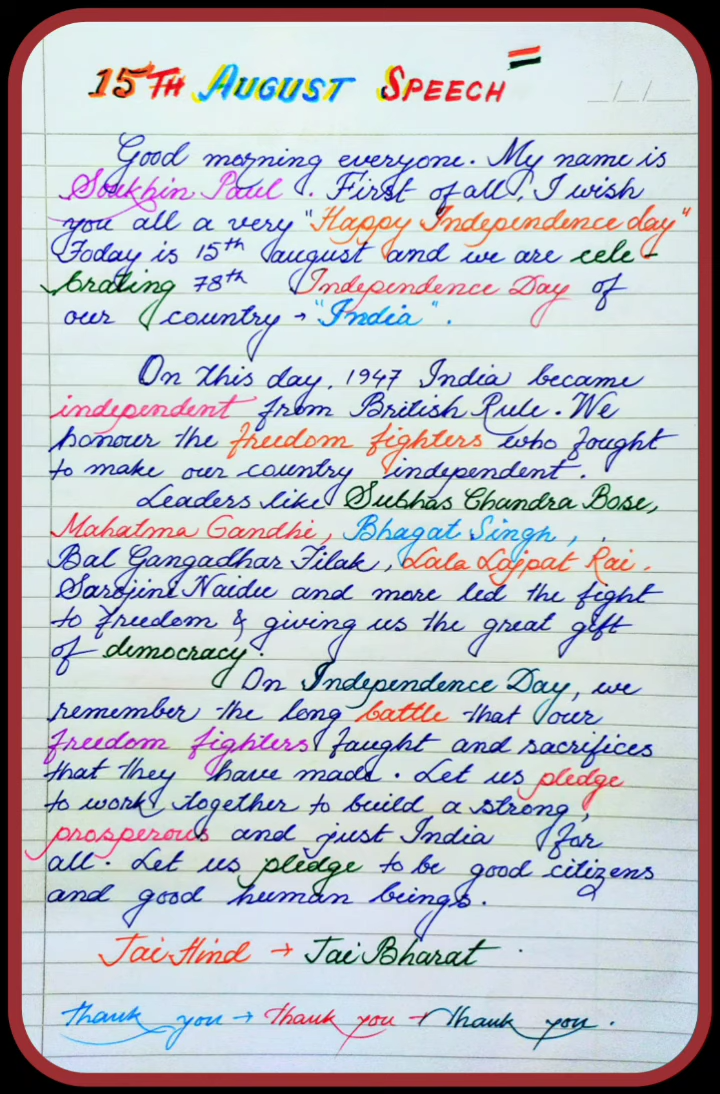 15TH AUGUST SPEECH
Good morning everyone. My name is
Soukhin Paul. First of all, I wish
you all a very "Happy Independence day"
Today is 15th august and we are cele-
brating 78th Independence Day of
our country → "India".
On this day, 1947 India became
independent from British Rule. We
honour the freedom fighters who fought
to make our country independent.
Leaders like Subhas Chandra Bose,
Mahatma Gandhi, Bhagat Singh,
Bal Gangadhar Tilak, Lala Lajpat Rai.
Sarojini Naidu and more led the fight
to freedom & giving us the great gift
of democracy.
On Independence Day, we
remember the long battle that our
freedom fighters faught and sacrifices
that they have made. Let us pledge
to work together to build a strong,
prosperous and just India for
all. Let us pledge to be good citizens
and good human beings.
Jai Hind → Jai Bharat
Thank you → Thank you → Thank you.